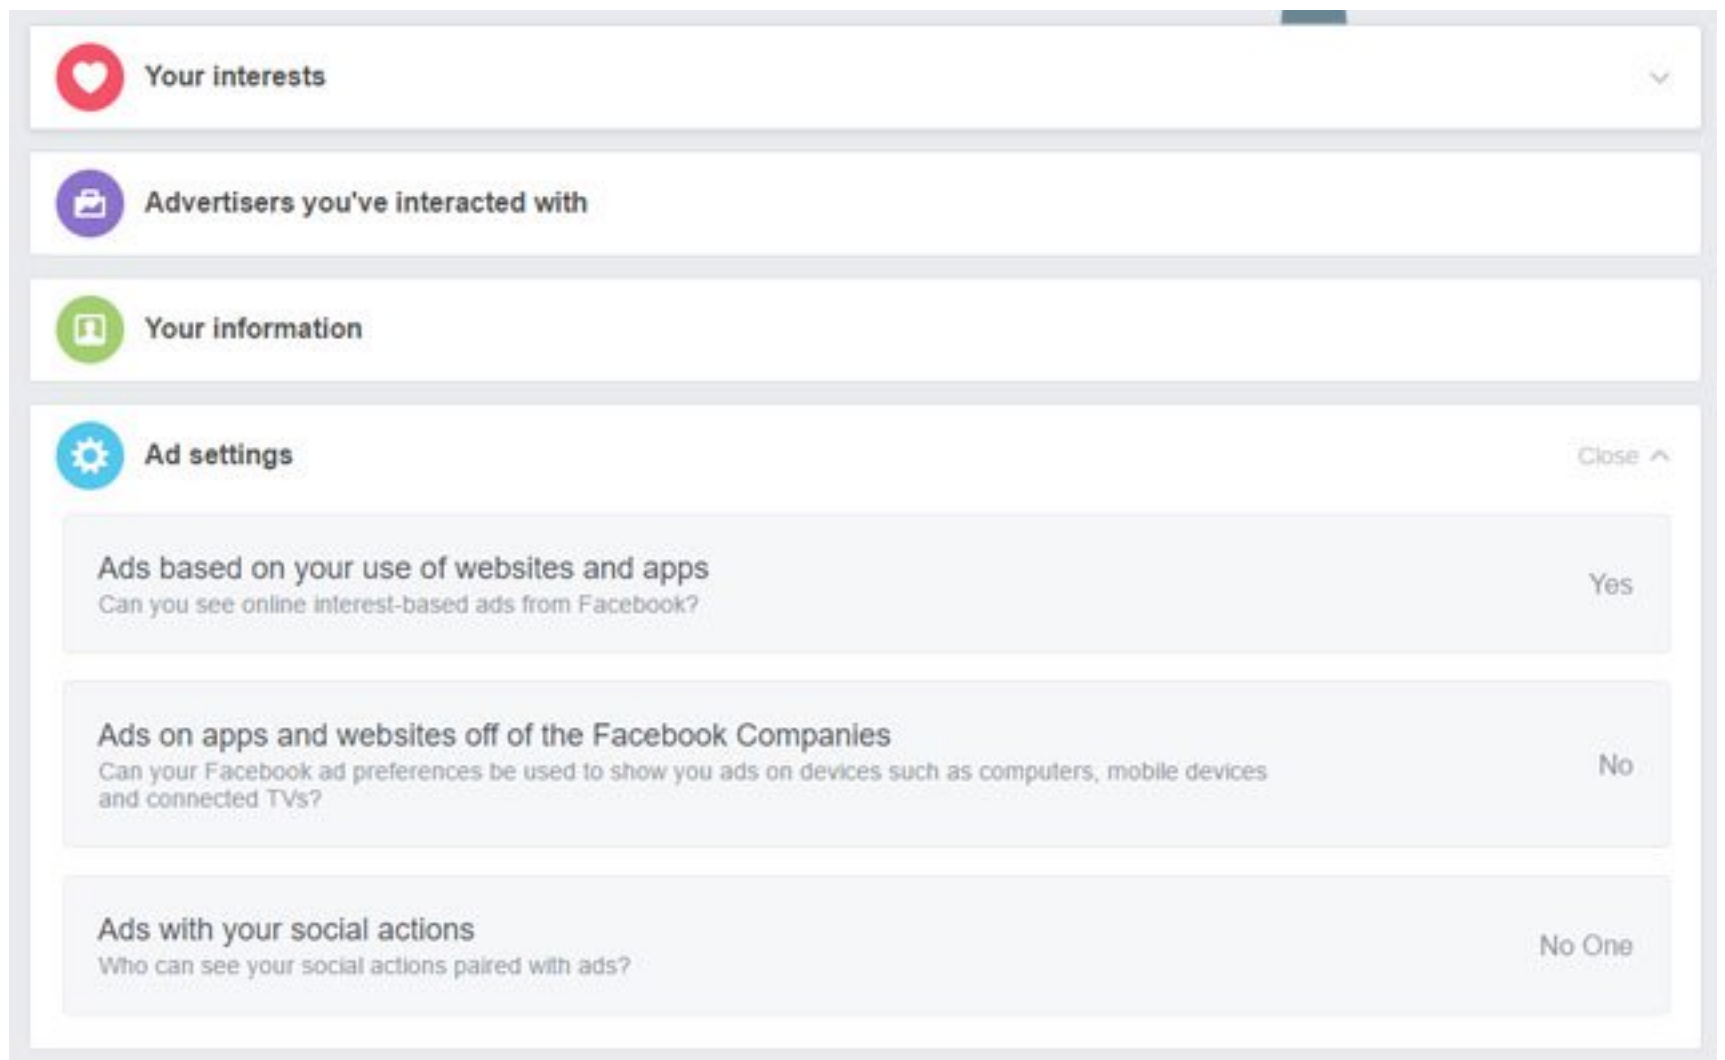 Your interests
Advertisers you've interacted with
Your information
Ad settings
Close
Ads based on your use of websites and apps
Can you see online interest-based ads from Facebook?
Yes
Ads on apps and websites off of the Facebook Companies
Can your Facebook ad preferences be used to show you ads on devices such as computers, mobile devices
and connected TVs?
No
Ads with your social actions
Who can see your social actions paired with ads?
No One